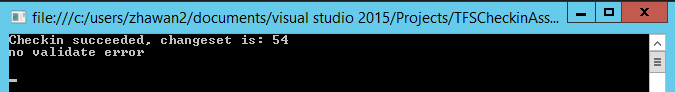 file:///c:/users/zhawan2/documents/visual studio 2015/Projects/TFSCheckinAss...
Checkin succeeded, changeset is: 54
no validate error